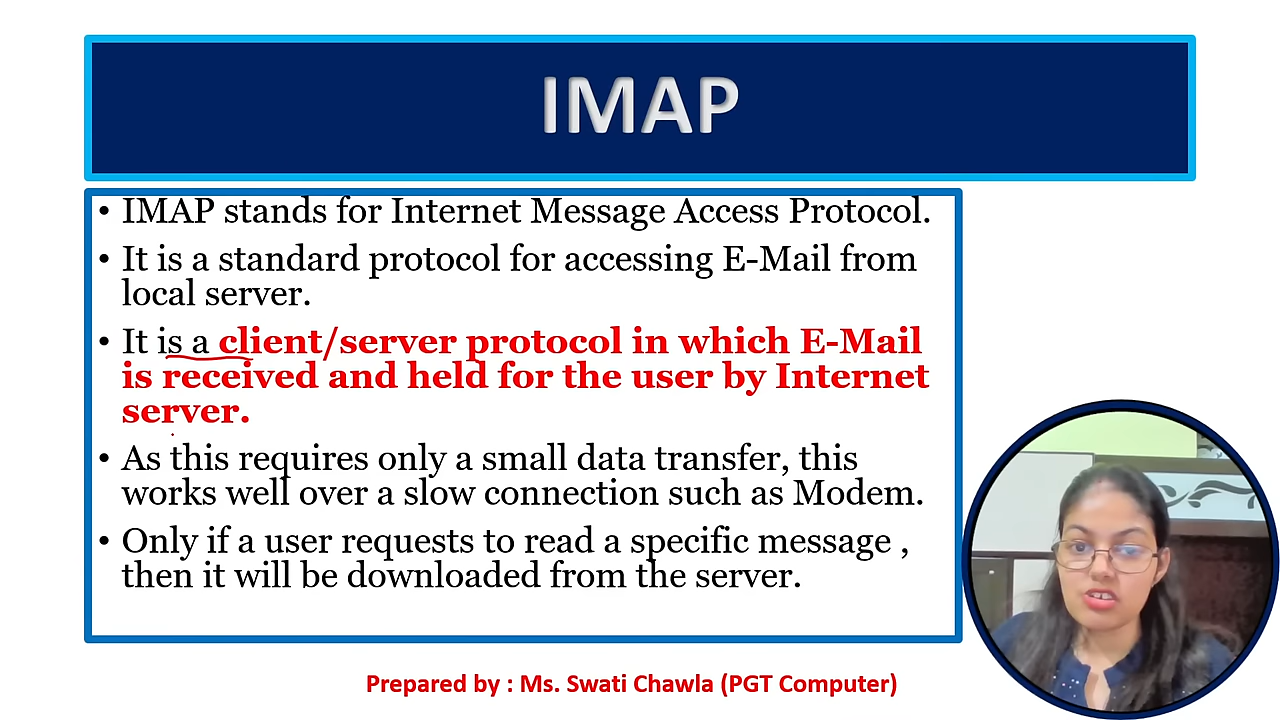 IMAP
• IMAP stands for Internet Message Access Protocol.
• It is a standard protocol for accessing E-Mail from
local server.
• It is a client/server protocol in which E-Mail
is received and held for the user by Internet
server.
• As this requires only a small data transfer, this
works well over a slow connection such as Modem.
• Only if a user requests to read a specific message ,
then it will be downloaded from the server.
Prepared by : Ms. Swati Chawla (PGT Computer)